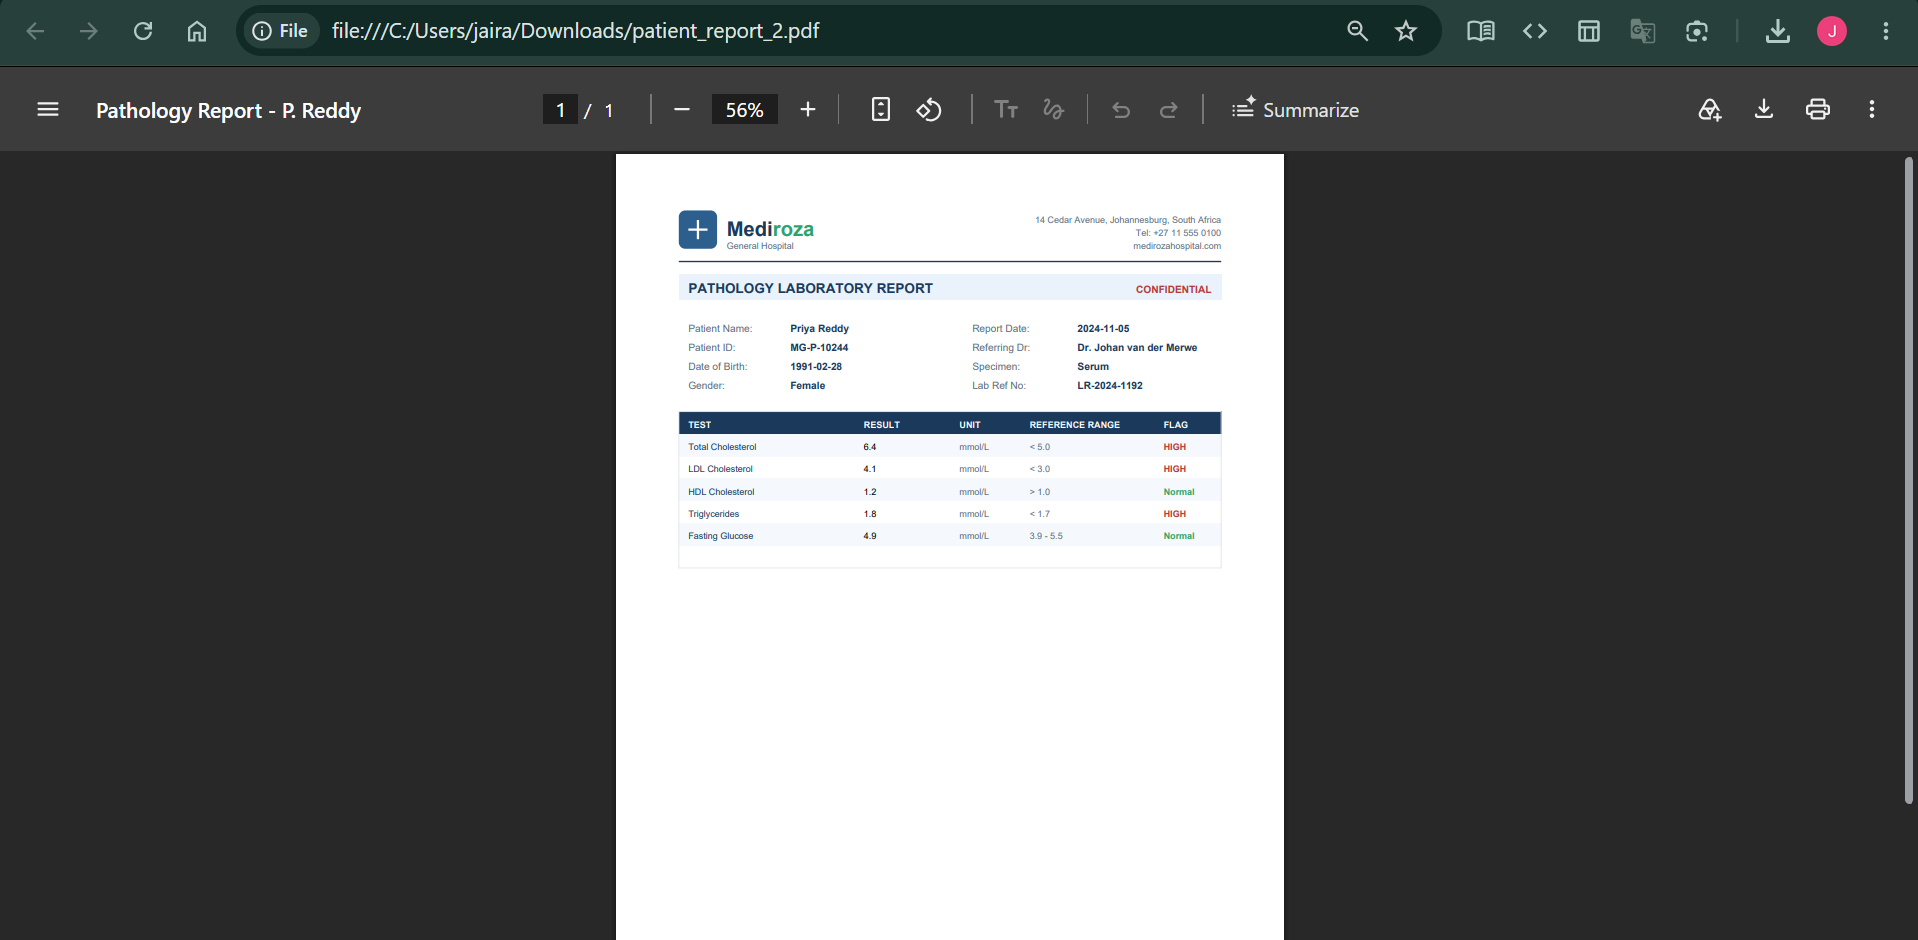 File file:///C:/Users/jaira/Downloads/patient_report_2.pdf J
Pathology Report - P. Reddy 1 / 1 56% Summarize
Mediroza
General Hospital
14 Cedar Avenue, Johannesburg, South Africa
Tel: +27 11 555 0100
medirozahospital.com
PATHOLOGY LABORATORY REPORT CONFIDENTIAL
Patient Name: Priya Reddy Report Date: 2024-11-05
Patient ID: MG-P-10244 Referring Dr: Dr. Johan van der Merwe
Date of Birth: 1991-02-28 Specimen: Serum
Gender: Female Lab Ref No: LR-2024-1192
TEST RESULT UNIT REFERENCE RANGE FLAG
Total Cholesterol 6.4 mmol/L < 5.0 HIGH
LDL Cholesterol 4.1 mmol/L < 3.0 HIGH
HDL Cholesterol 1.2 mmol/L > 1.0 Normal
Triglycerides 1.8 mmol/L < 1.7 HIGH
Fasting Glucose 4.9 mmol/L 3.9 - 5.5 Normal